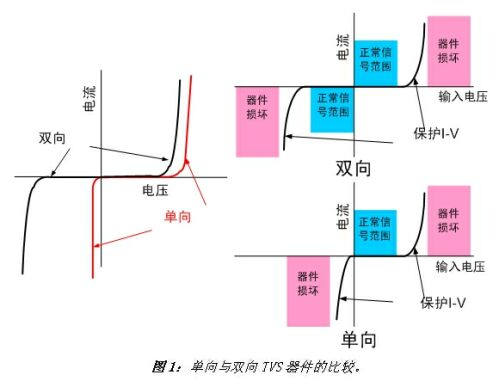 电流
双向
电压
单向
电流
器件
损坏
正常信
号范围
器件
损坏
正常信
号范围
输入电压
保护I-V
双向
电流
正常信
号范围
器件
损坏
器件
损坏
输入电压
保护I-V
单向
图1：单向与双向TVS器件的比较。